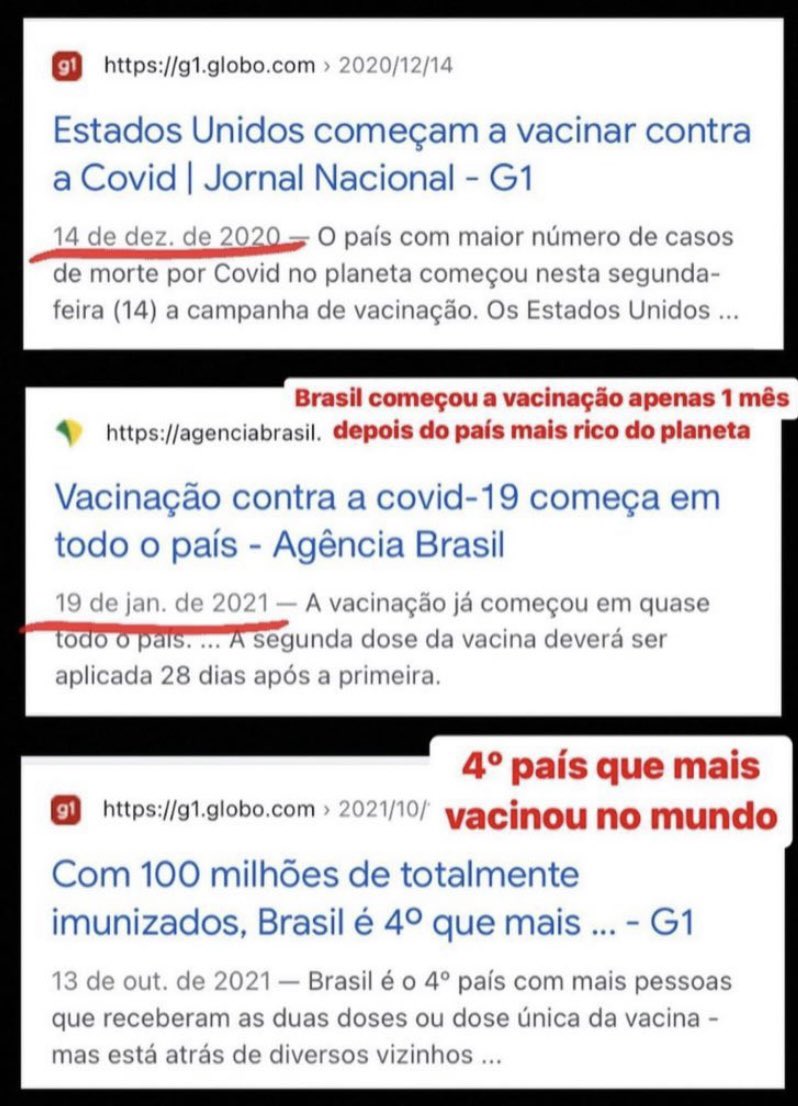 g1 https://g1.globo.com › 2020/12/14
Estados Unidos começam a vacinar contra
a Covid | Jornal Nacional - G1
14 de dez. de 2020 — O país com maior número de casos
de morte por Covid no planeta começou nesta segunda-
feira (14) a campanha de vacinação. Os Estados Unidos ...
Brasil começou a vacinação apenas 1 mês
depois do país mais rico do planeta
https://agenciabrasil.
Vacinação contra a covid-19 começa em
todo o país - Agência Brasil
19 de jan. de 2021 — A vacinação já começou em quase
todo o país. ... A segunda dose da vacina deverá ser
aplicada 28 dias após a primeira.
4º país que mais
vacinou no mundo
g1 https://g1.globo.com › 2021/10/
Com 100 milhões de totalmente
imunizados, Brasil é 4º que mais ... - G1
13 de out. de 2021 — Brasil é o 4º país com mais pessoas
que receberam as duas doses ou dose única da vacina -
mas está atrás de diversos vizinhos ...